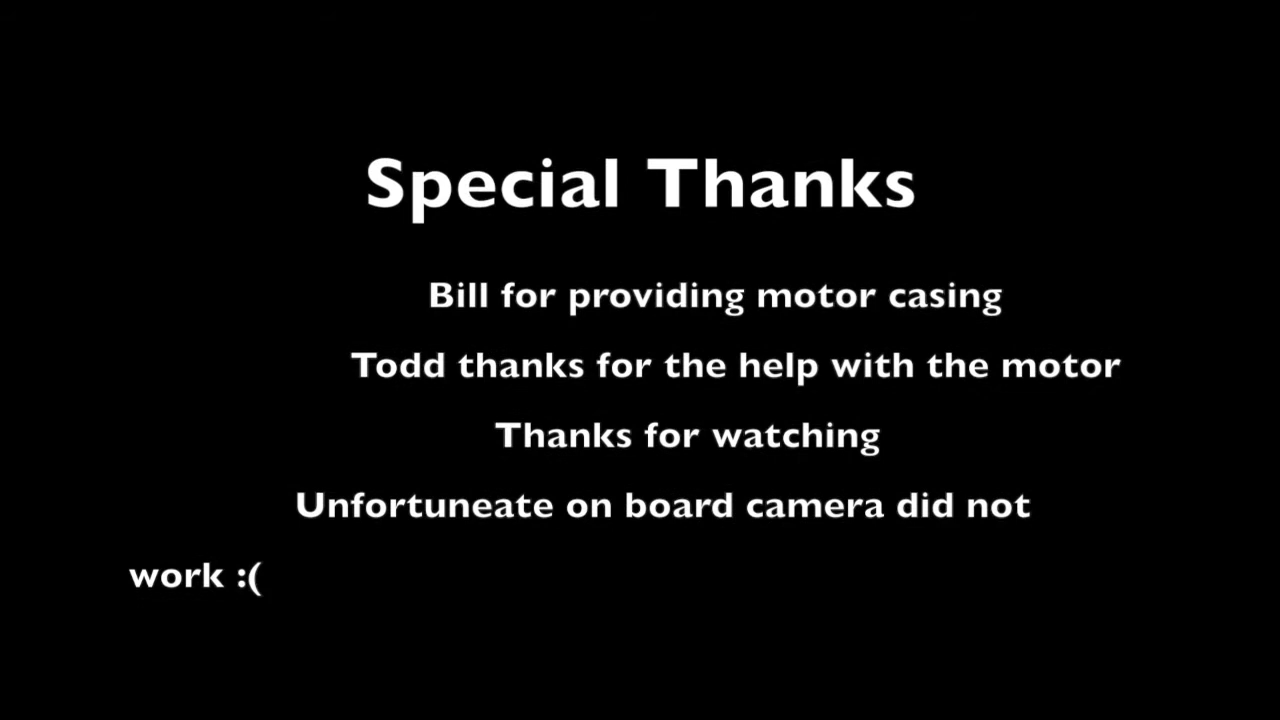 Special Thanks
Bill for providing motor casing
Todd thanks for the help with the motor
Thanks for watching
Unfortuneate on board camera did not
work :(